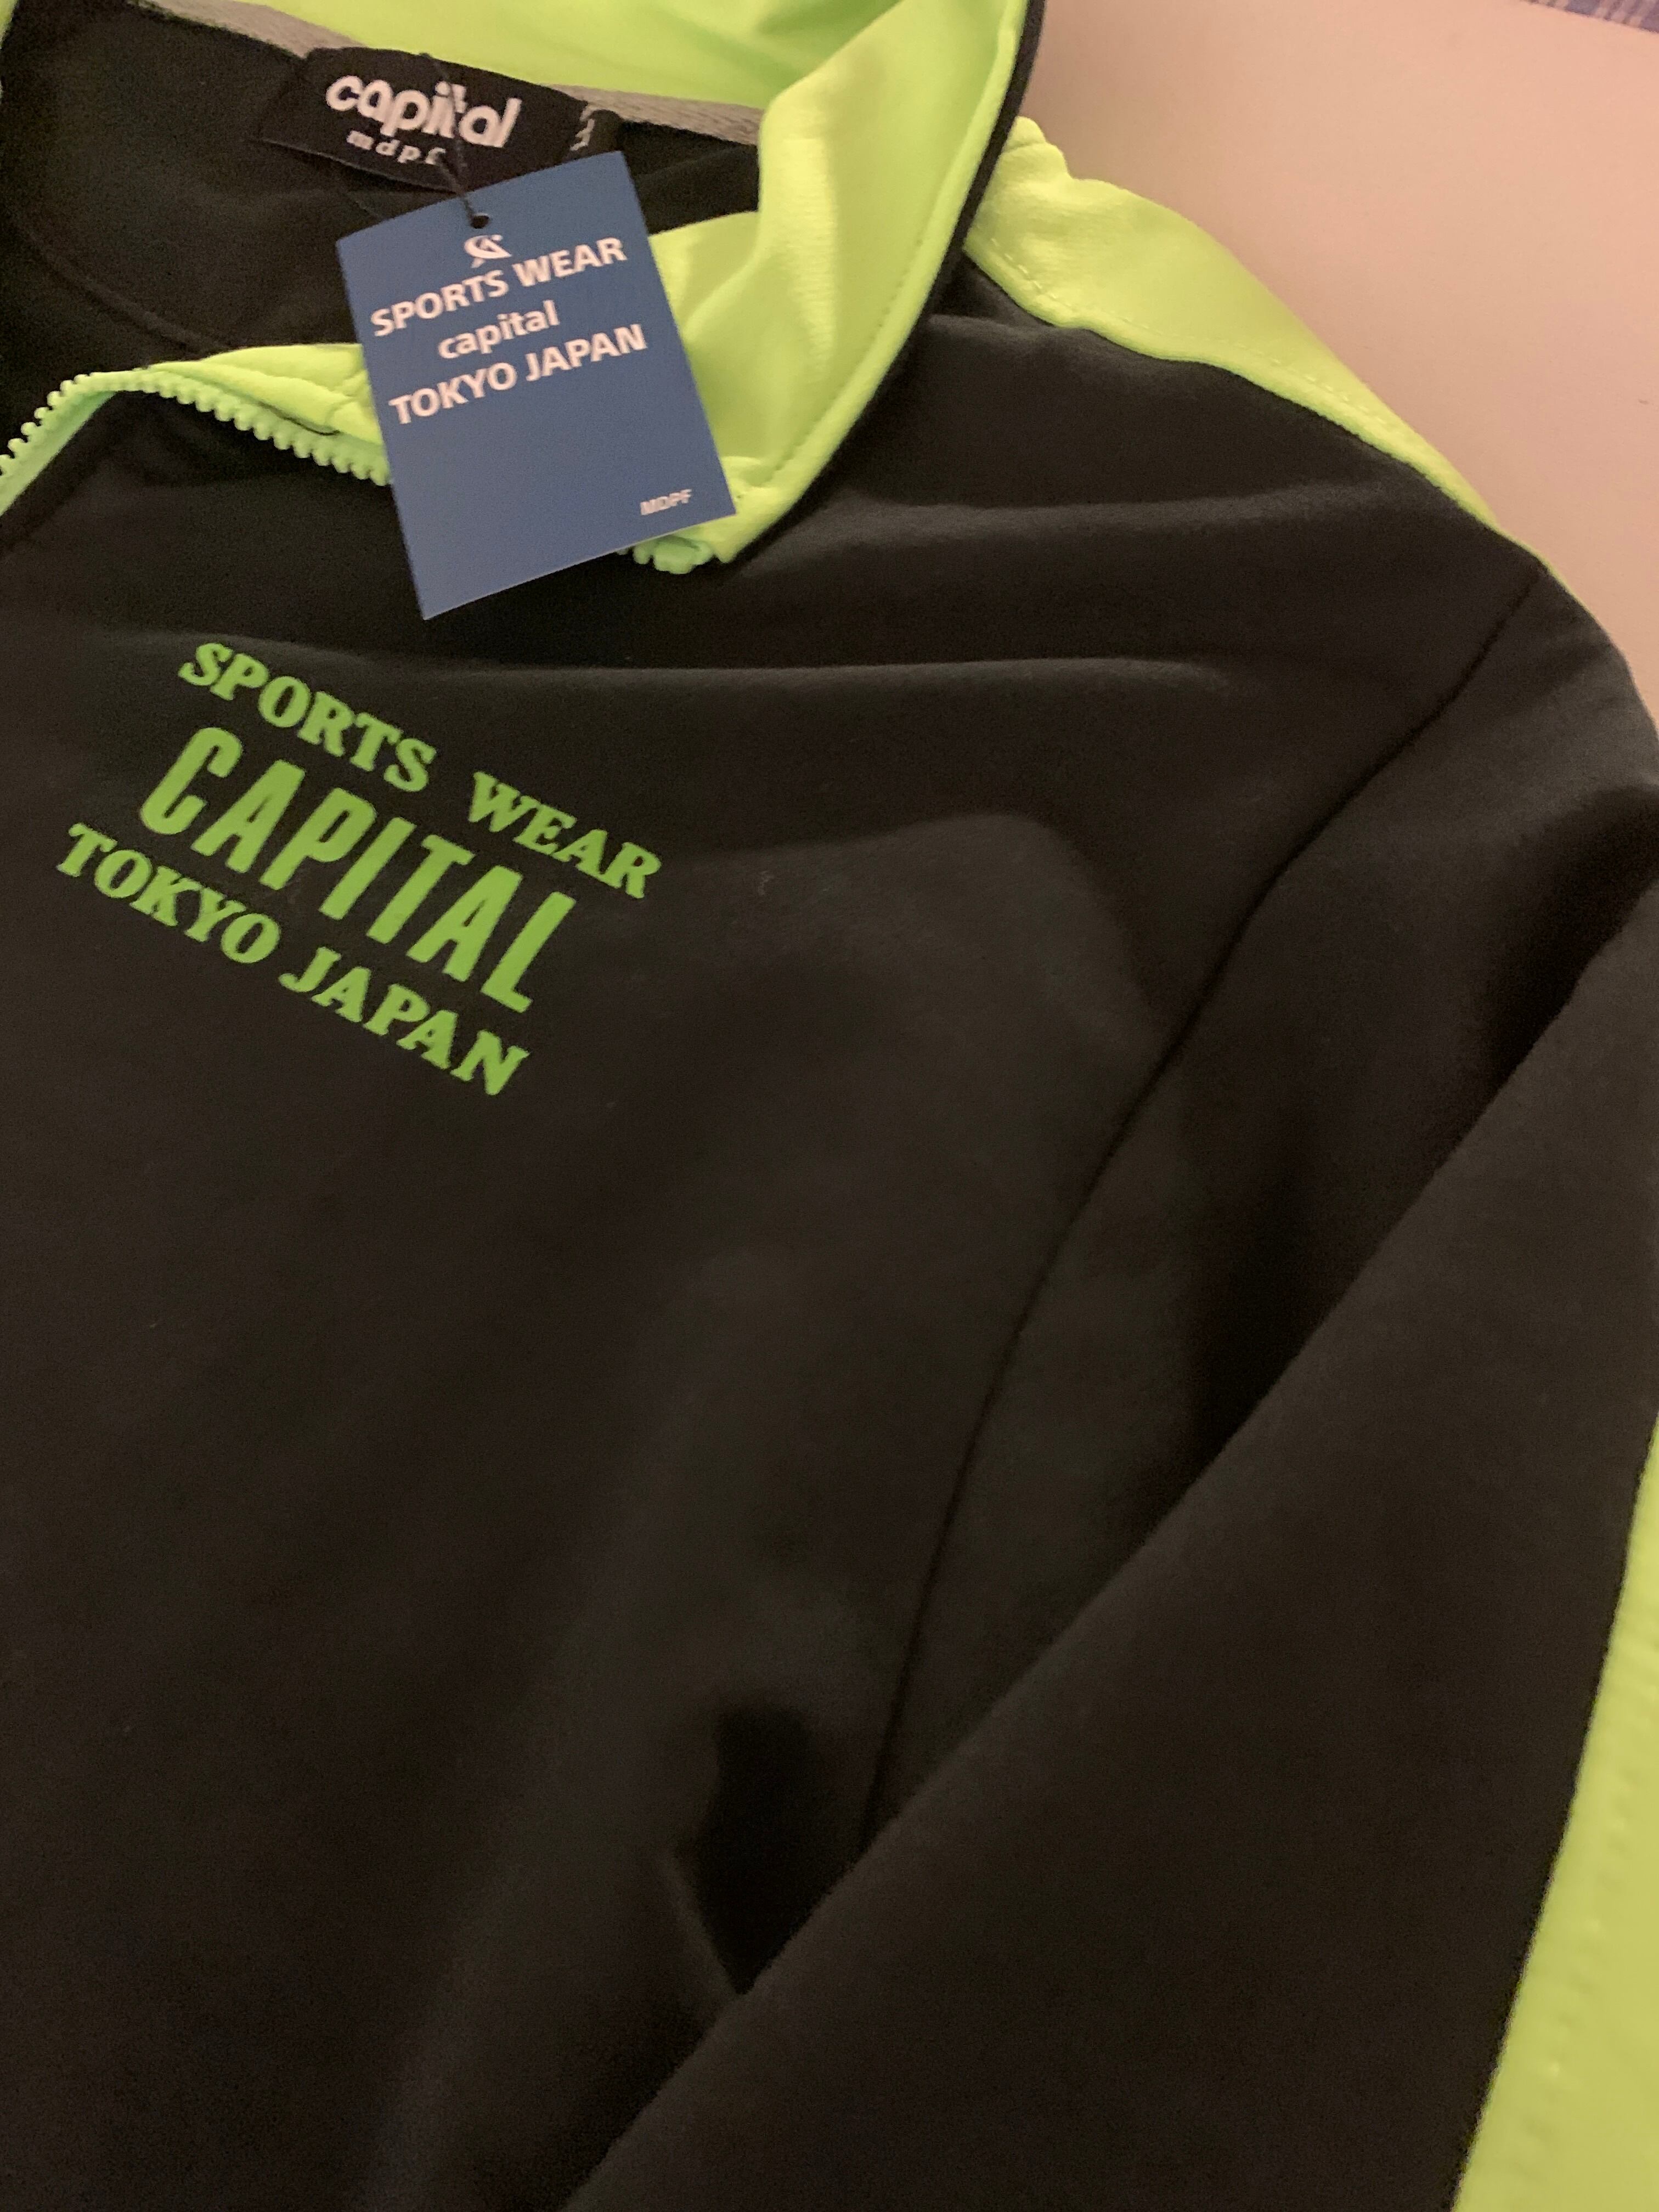 capital
mdpf
SPORTS WEAR
capital
TOKYO JAPAN
MDPF
SPORTS WEAR
CAPITAL
TOKYO JAPAN